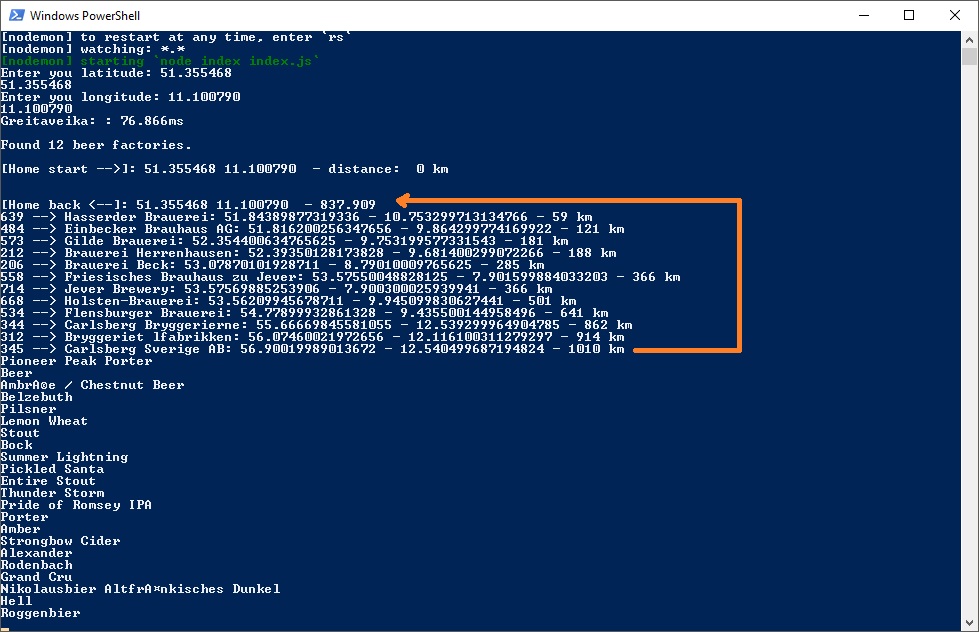 Windows PowerShell
[nodemon] to restart at any time, enter `rs`
[nodemon] watching: *.*
[nodemon] starting `node index index.js`
Enter you latitude: 51.355468
51.355468
Enter you longitude: 11.100790
11.100790
Greitaveika: : 76.866ms
Found 12 beer factories.
[Home start -->]: 51.355468 11.100790  - distance:  0 km
[Home back <--]: 51.355468 11.100790  - 837.909
639 --> Hasserder Brauerei: 51.84389877319336 - 10.753299713134766 - 59 km
484 --> Einbecker Brauhaus AG: 51.816200256347656 - 9.864299774169922 - 121 km
573 --> Gilde Brauerei: 52.354400634765625 - 9.753199577331543 - 181 km
212 --> Brauerei Herrenhausen: 52.39350128173828 - 9.681400299072266 - 188 km
206 --> Brauerei Beck: 53.07870101928711 - 8.79010009765625 - 285 km
558 --> Friesisches Brauhaus zu Jever: 53.57550048828125 - 7.901599884033203 - 366 km
714 --> Jever Brewery: 53.57569885253906 - 7.900300025939941 - 366 km
668 --> Holsten-Brauerei: 53.56209945678711 - 9.945099830627441 - 501 km
534 --> Flensburger Brauerei: 54.77899932861328 - 9.435500144958496 - 641 km
344 --> Carlsberg Bryggerierne: 55.66669845581055 - 12.539299964904785 - 862 km
312 --> Bryggeriet lfabrikken: 56.07460021972656 - 12.116100311279297 - 914 km
345 --> Carlsberg Sverige AB: 56.90019989013672 - 12.540499687194824 - 1010 km
Pioneer Peak Porter
Beer
AmbrÃ©e / Chestnut Beer
Belzebuth
Pilsner
Lemon Wheat
Stout
Bock
Summer Lightning
Pickled Santa
Entire Stout
Thunder Storm
Pride of Romsey IPA
Porter
Amber
Strongbow Cider
Alexander
Rodenbach
Grand Cru
Nikolausbier AltfrÃ¤nkisches Dunkel
Hell
Roggenbier